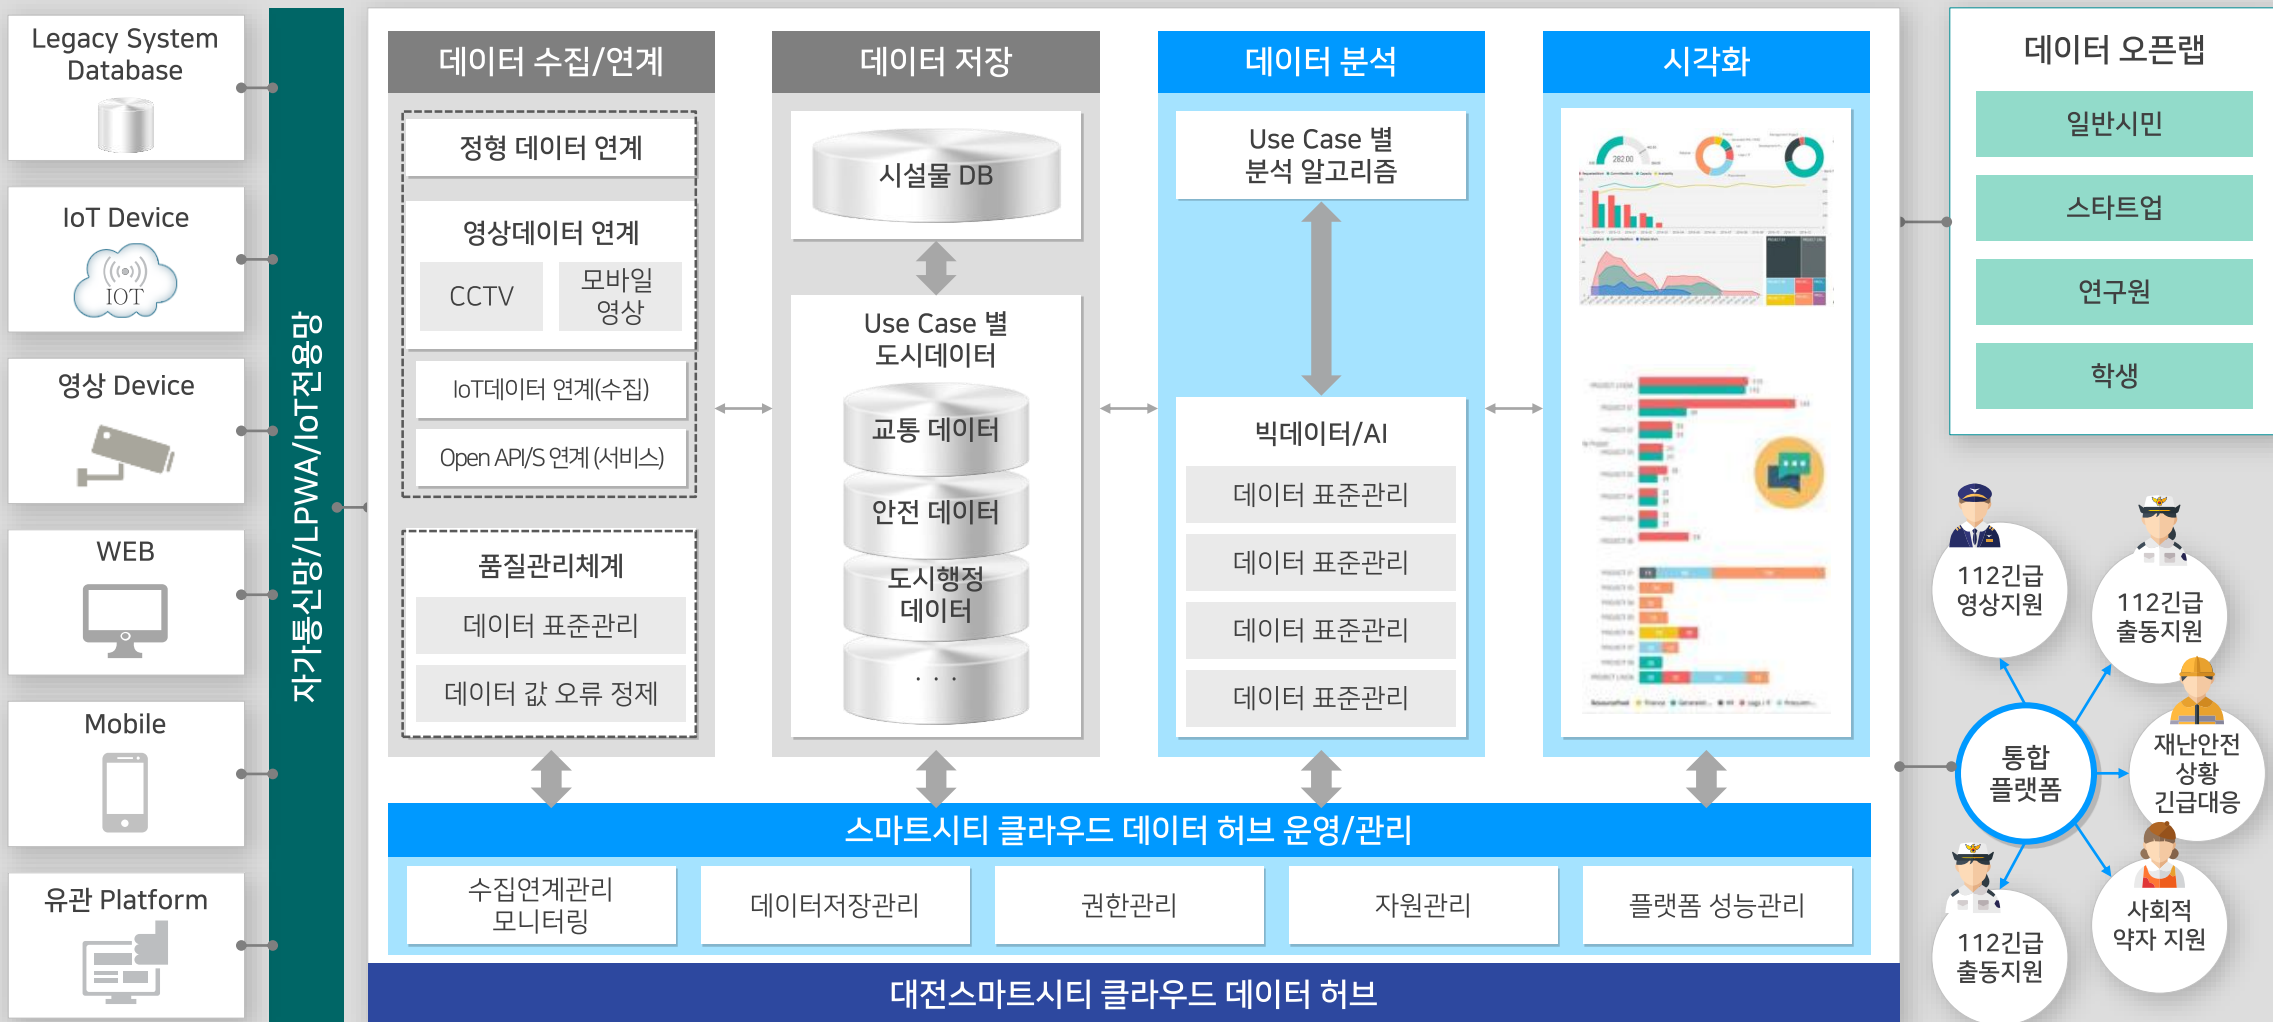 Legacy System
Database
IoT Device
IOT
영상 Device
WEB
Mobile
유관 Platform
자가통신망/LPWA/IoT전용망
데이터 수집/연계
정형 데이터 연계
영상데이터 연계
CCTV
모바일
영상
IoT데이터 연계(수집)
Open API/S 연계 (서비스)
품질관리체계
데이터 표준관리
데이터 값 오류 정제
데이터 저장
시설물 DB
Use Case 별
도시데이터
교통 데이터
안전 데이터
도시행정
데이터
. . .
데이터 분석
Use Case 별
분석 알고리즘
빅데이터/AI
데이터 표준관리
데이터 표준관리
데이터 표준관리
데이터 표준관리
시각화
282.00
스마트시티 클라우드 데이터 허브 운영/관리
수집연계관리
모니터링
데이터저장관리
권한관리
자원관리
플랫폼 성능관리
대전스마트시티 클라우드 데이터 허브
데이터 오픈랩
일반시민
스타트업
연구원
학생
통합
플랫폼
112긴급
영상지원
112긴급
출동지원
재난안전
상황
긴급대응
사회적
약자 지원
112긴급
출동지원